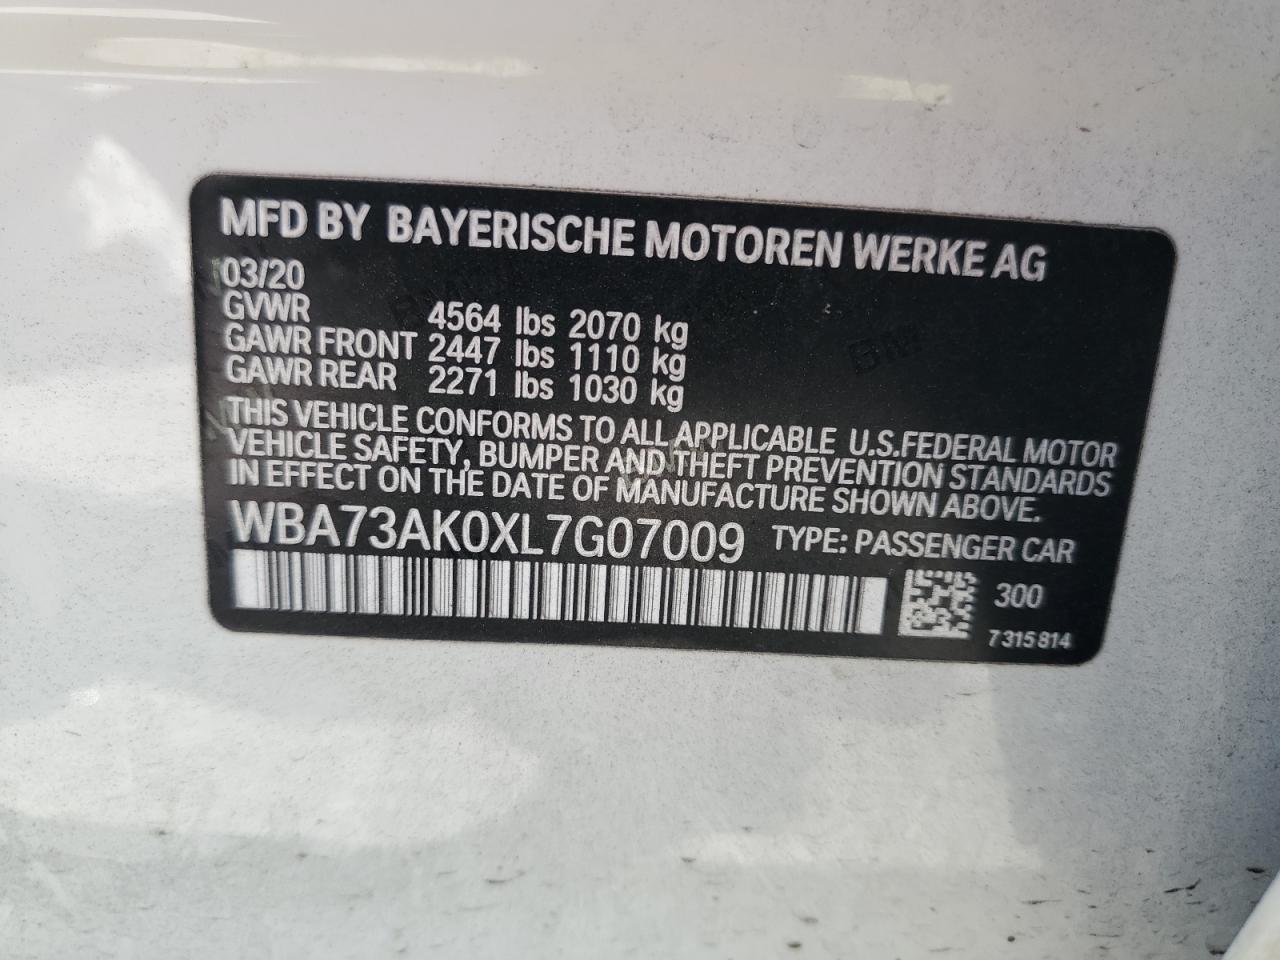 MFD BY BAYERISCHE MOTOREN WERKE AG
03/20
GVWR 4564 lbs 2070 kg
GAWR FRONT 2447 lbs 1110 kg
GAWR REAR 2271 lbs 1030 kg
THIS VEHICLE CONFORMS TO ALL APPLICABLE U.S.FEDERAL MOTOR
VEHICLE SAFETY, BUMPER AND THEFT PREVENTION STANDARDS
IN EFFECT ON THE DATE OF MANUFACTURE SHOWN ABOVE.
WBA73AK0XL7G07009 TYPE: PASSENGER CAR
300
7 315 814